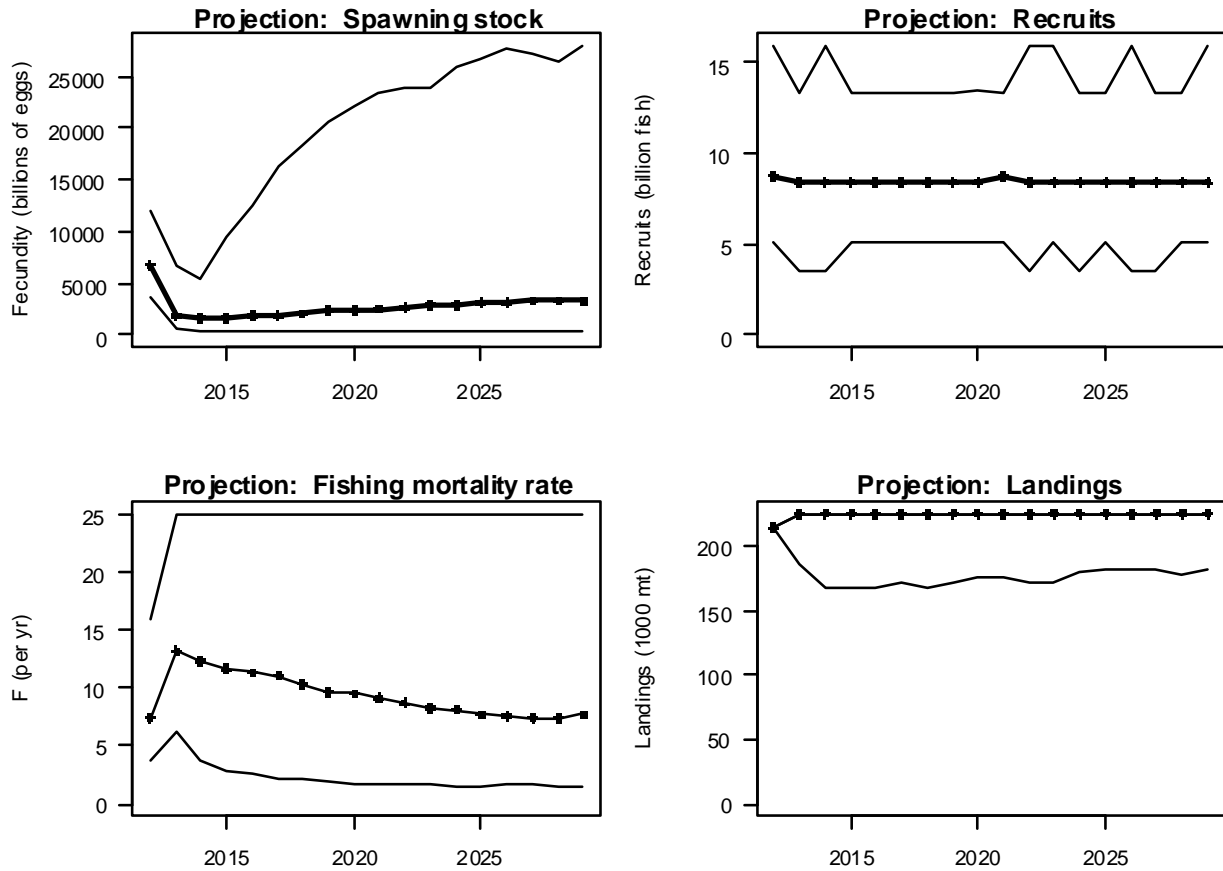 Projection: Spawning stock
Fecundity (billions of eggs)
25000
20000
15000
10000
5000
0
2015 2020 2025
Projection: Recruits
Recruits (billion fish)
15
10
5
0
2015 2020 2025
Projection: Fishing mortality rate
F (per yr)
25
20
15
10
5
0
2015 2020 2025
Projection: Landings
Landings (1000 mt)
200
150
100
50
0
2015 2020 2025